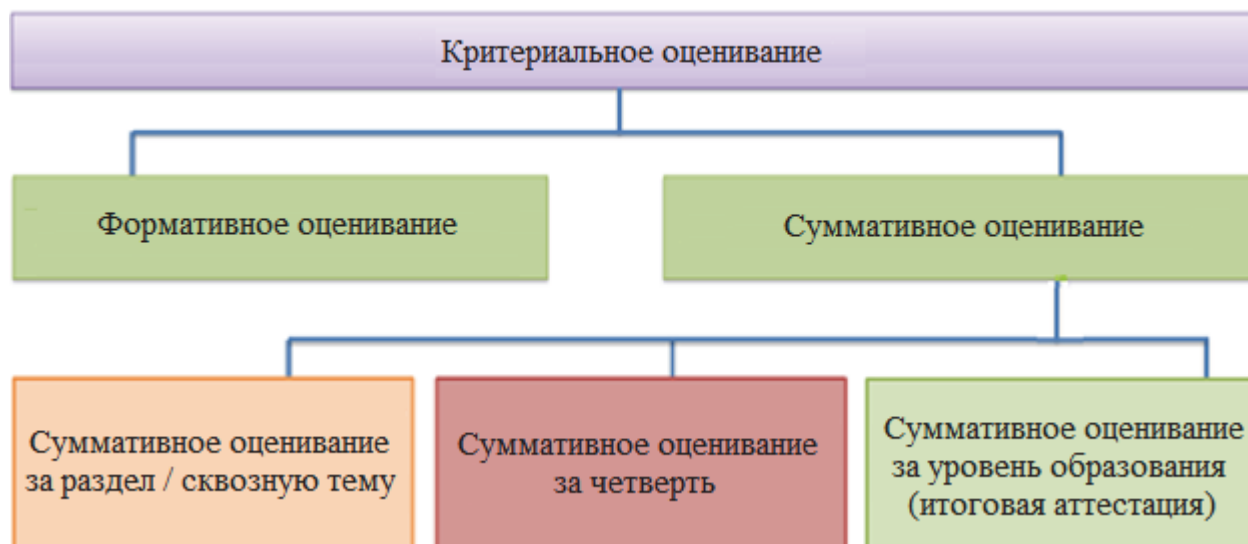 Критериальное оценивание
Формативное оценивание
Суммативное оценивание
Суммативное оценивание
за раздел / сквозную тему
Суммативное оценивание
за четверть
Суммативное оценивание
за уровень образования
(итоговая аттестация)